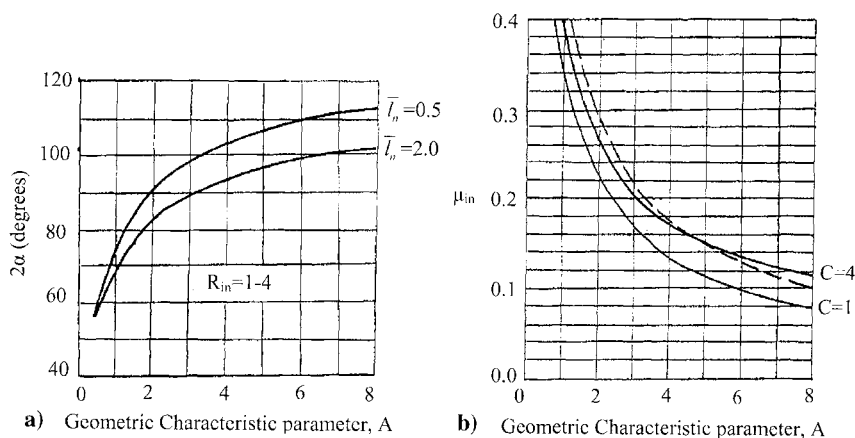 120
100
80
60
40
2α (degrees)
l̅ₙ=0.5
l̅ₙ=2.0
Rᵢₙ=1-4
0 2 4 6 8
a) Geometric Characteristic parameter, A
0.4
0.3
0.2
0.1
0.0
μᵢₙ
C=4
C=1
0 2 4 6 8
b) Geometric Characteristic parameter, A